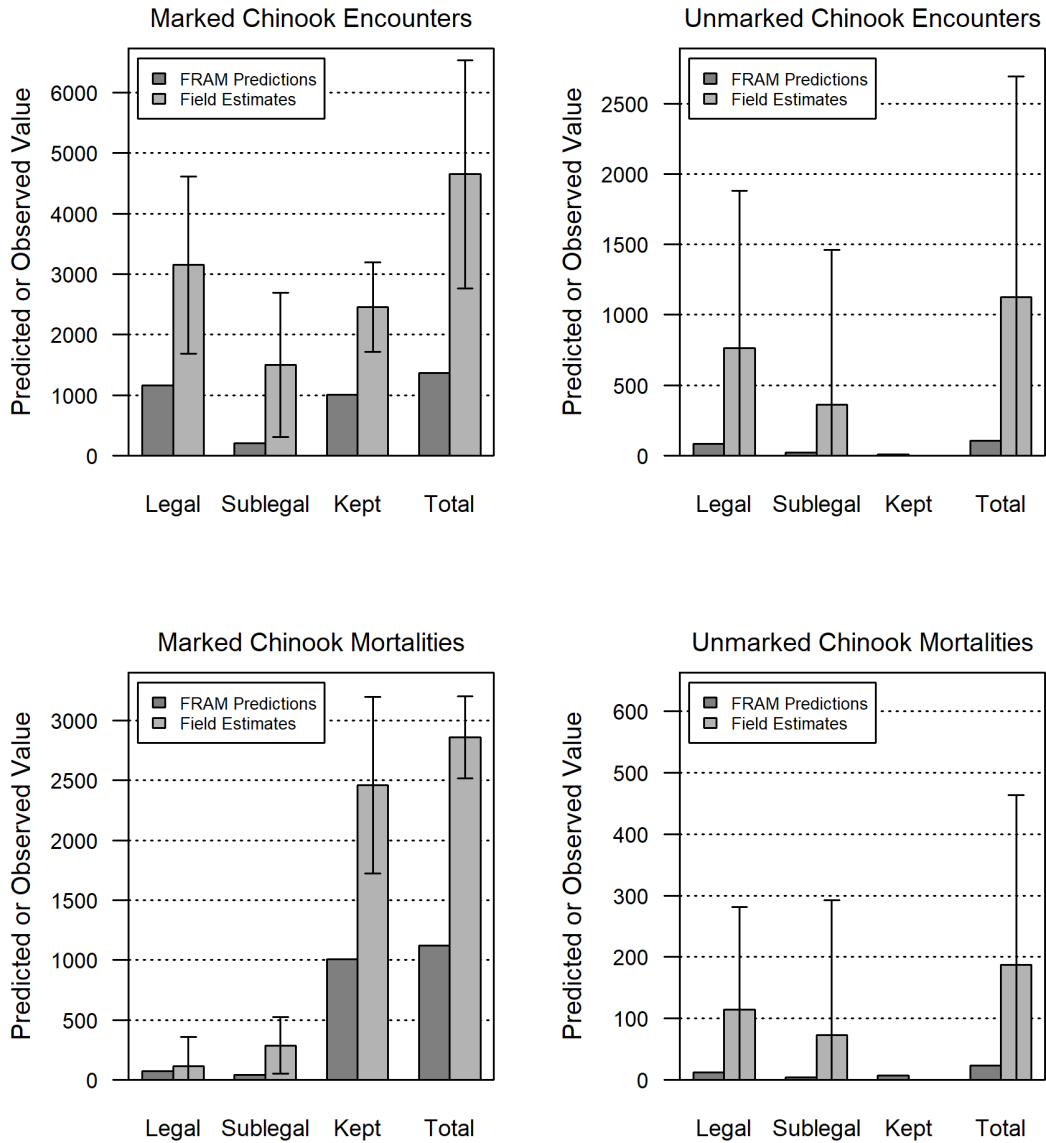 Marked Chinook Encounters
Predicted or Observed Value
FRAM Predictions
Field Estimates
6000
5000
4000
3000
2000
1000
0
Legal Sublegal Kept Total
Unmarked Chinook Encounters
Predicted or Observed Value
FRAM Predictions
Field Estimates
2500
2000
1500
1000
500
0
Legal Sublegal Kept Total
Marked Chinook Mortalities
Predicted or Observed Value
FRAM Predictions
Field Estimates
3000
2500
2000
1500
1000
500
0
Legal Sublegal Kept Total
Unmarked Chinook Mortalities
Predicted or Observed Value
FRAM Predictions
Field Estimates
600
500
400
300
200
100
0
Legal Sublegal Kept Total